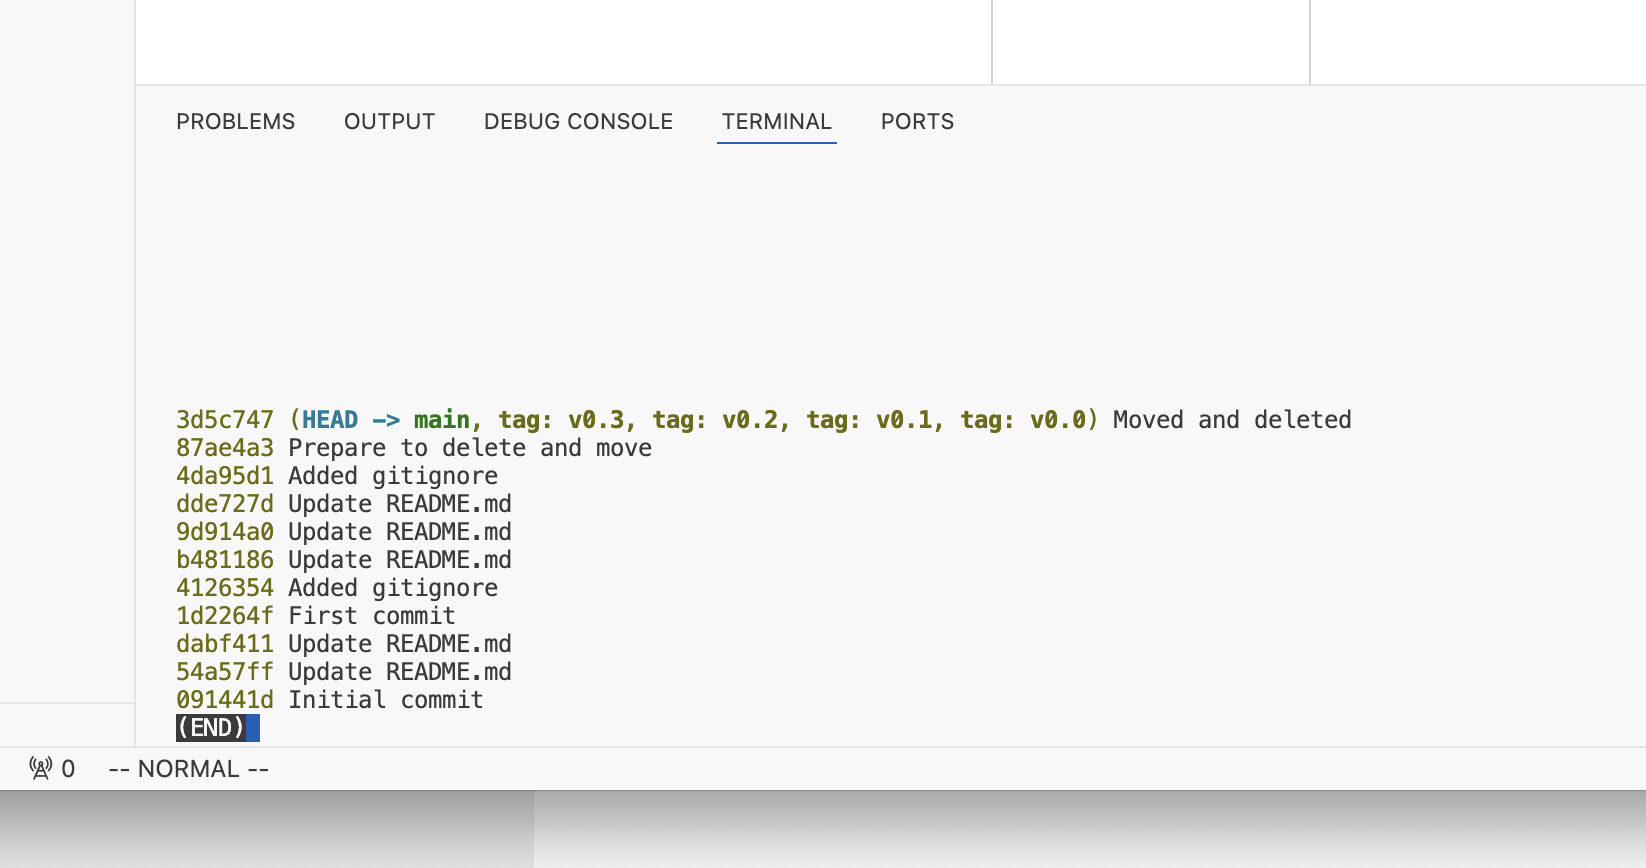 PROBLEMS OUTPUT DEBUG CONSOLE TERMINAL PORTS
3d5c747 (HEAD -> main, tag: v0.3, tag: v0.2, tag: v0.1, tag: v0.0) Moved and deleted
87ae4a3 Prepare to delete and move
4da95d1 Added gitignore
dde727d Update README.md
9d914a0 Update README.md
b481186 Update README.md
4126354 Added gitignore
1d2264f First commit
dabf411 Update README.md
54a57ff Update README.md
091441d Initial commit
(END)
0 -- NORMAL --